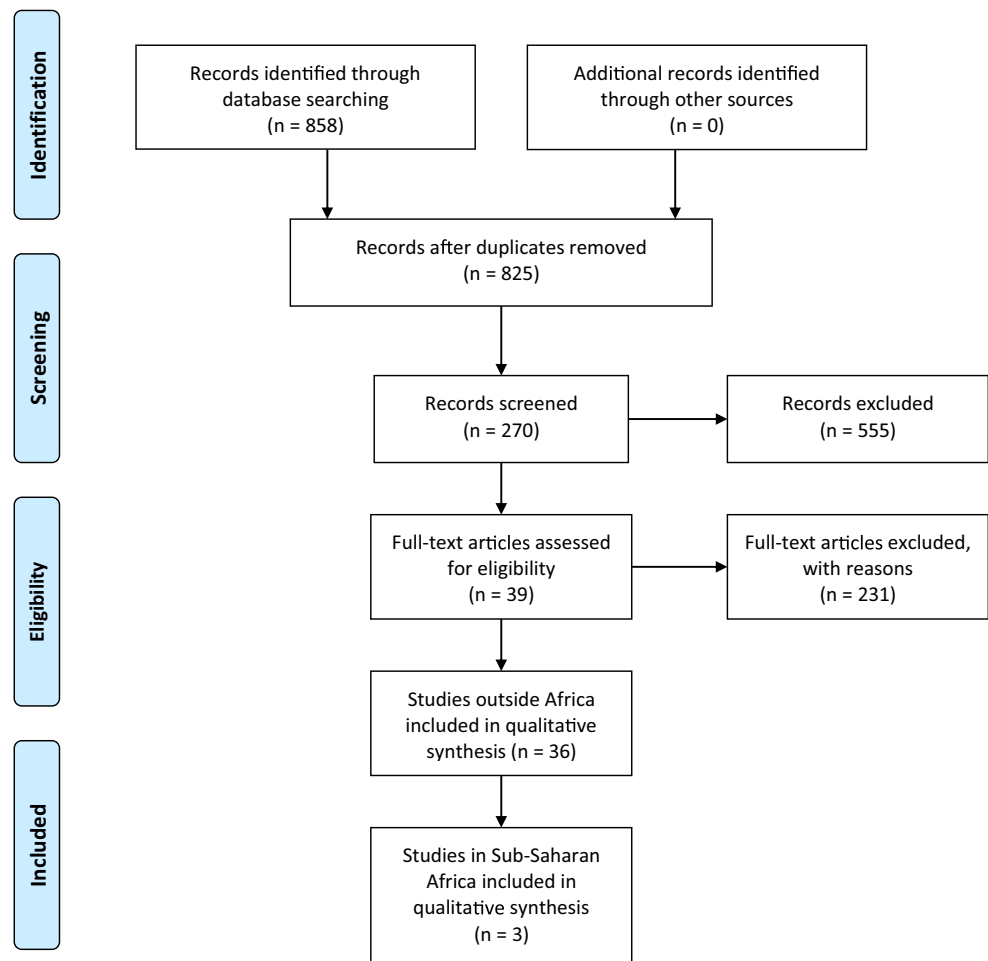 Identification
Records identified through
database searching
(n = 858)
Additional records identified
through other sources
(n = 0)
Screening
Records after duplicates removed
(n = 825)
Records screened
(n = 270)
Records excluded
(n = 555)
Eligibility
Full-text articles assessed
for eligibility
(n = 39)
Full-text articles excluded,
with reasons
(n = 231)
Studies outside Africa
included in qualitative
synthesis (n = 36)
Included
Studies in Sub-Saharan
Africa included in
qualitative synthesis
(n = 3)